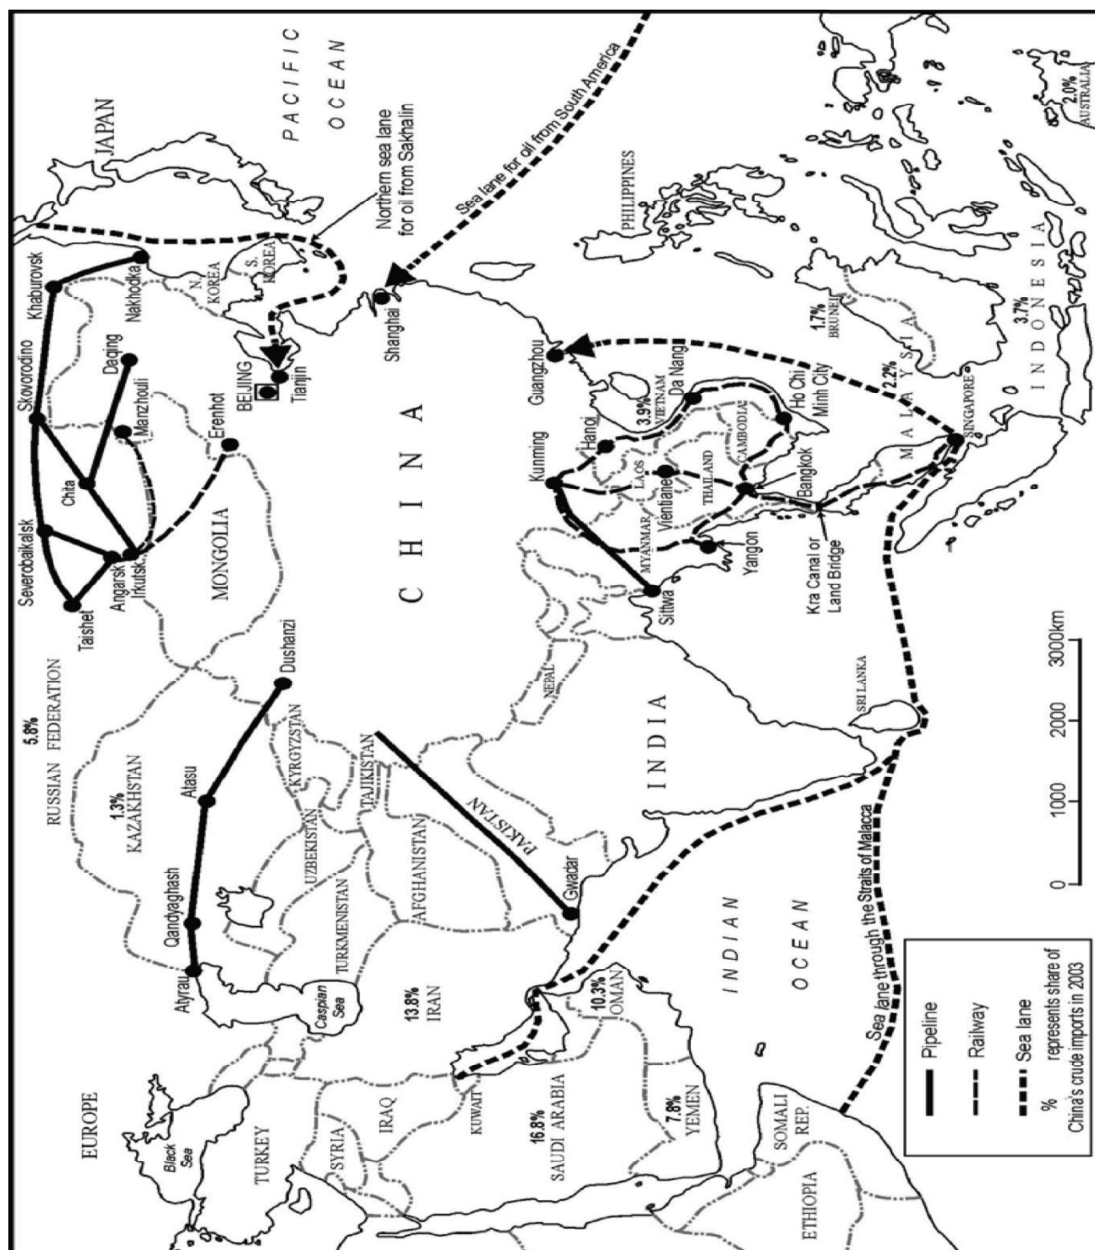 EUROPE
Black
Sea
TURKEY
SYRIA
IRAQ
KUWAIT
16.8%
SAUDI ARABIA
7.8%
YEMEN
10.3%
OMAN
SOMALI
REP.
ETHIOPIA
Caspian
Sea
13.8%
IRAN
TURKMENISTAN
UZBEKISTAN
AFGHANISTAN
KYRGYZSTAN
TAJIKISTAN
PAKISTAN
Gwadar
5.8%
RUSSIAN FEDERATION
1.3%
KAZAKHSTAN
Atyrau
Qandyaghash
Atasu
Dushanzi
MONGOLIA
Taishet
Severobaikalsk
Angarsk
Irkutsk
Chita
Skovorodino
Khaburovsk
Nakhodka
Daqing
Manzhouli
Erenhot
BEIJING
Tianjin
Shanghai
CHINA
N.
KOREA
S.
KOREA
JAPAN
PACIFIC
OCEAN
Northern sea lane
for oil from Sakhalin
Sea lane for oil from South America
INDIA
NEPAL
SRI LANKA
INDIAN
OCEAN
Sea lane through the Straits of Malacca
Kunming
Guangzhou
Hanoi
3.9%
VIETNAM
Da Nang
LAOS
Vientiane
MYANMAR
THAILAND
CAMBODIA
Ho Chi
Minh City
Bangkok
Sittwa
Yangon
Kra Canal or
Land Bridge
PHILIPPINES
1.7%
BRUNEI
2.2%
MALAYSIA
SINGAPORE
3.7%
INDONESIA
2.0%
AUSTRALIA
0 1000 2000 3000km
Pipeline
Railway
Sea lane
% represents share of
China's crude imports in 2003